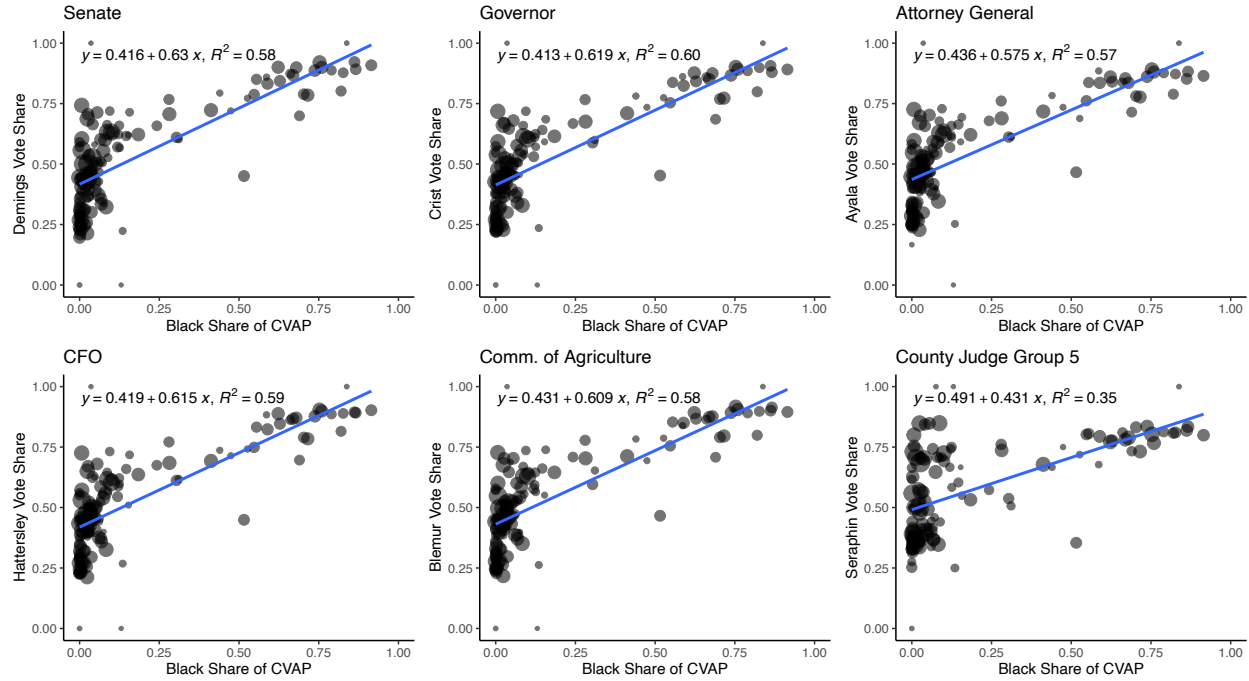 Senate
y = 0.416 + 0.63 x, R² = 0.58
1.00
0.75
0.50
0.25
0.00
Demings Vote Share
0.00 0.25 0.50 0.75 1.00
Black Share of CVAP
Governor
y = 0.413 + 0.619 x, R² = 0.60
1.00
0.75
0.50
0.25
0.00
Crist Vote Share
0.00 0.25 0.50 0.75 1.00
Black Share of CVAP
Attorney General
y = 0.436 + 0.575 x, R² = 0.57
1.00
0.75
0.50
0.25
0.00
Ayala Vote Share
0.00 0.25 0.50 0.75 1.00
Black Share of CVAP
CFO
y = 0.419 + 0.615 x, R² = 0.59
1.00
0.75
0.50
0.25
0.00
Hattersley Vote Share
0.00 0.25 0.50 0.75 1.00
Black Share of CVAP
Comm. of Agriculture
y = 0.431 + 0.609 x, R² = 0.58
1.00
0.75
0.50
0.25
0.00
Blemur Vote Share
0.00 0.25 0.50 0.75 1.00
Black Share of CVAP
County Judge Group 5
y = 0.491 + 0.431 x, R² = 0.35
1.00
0.75
0.50
0.25
0.00
Seraphin Vote Share
0.00 0.25 0.50 0.75 1.00
Black Share of CVAP